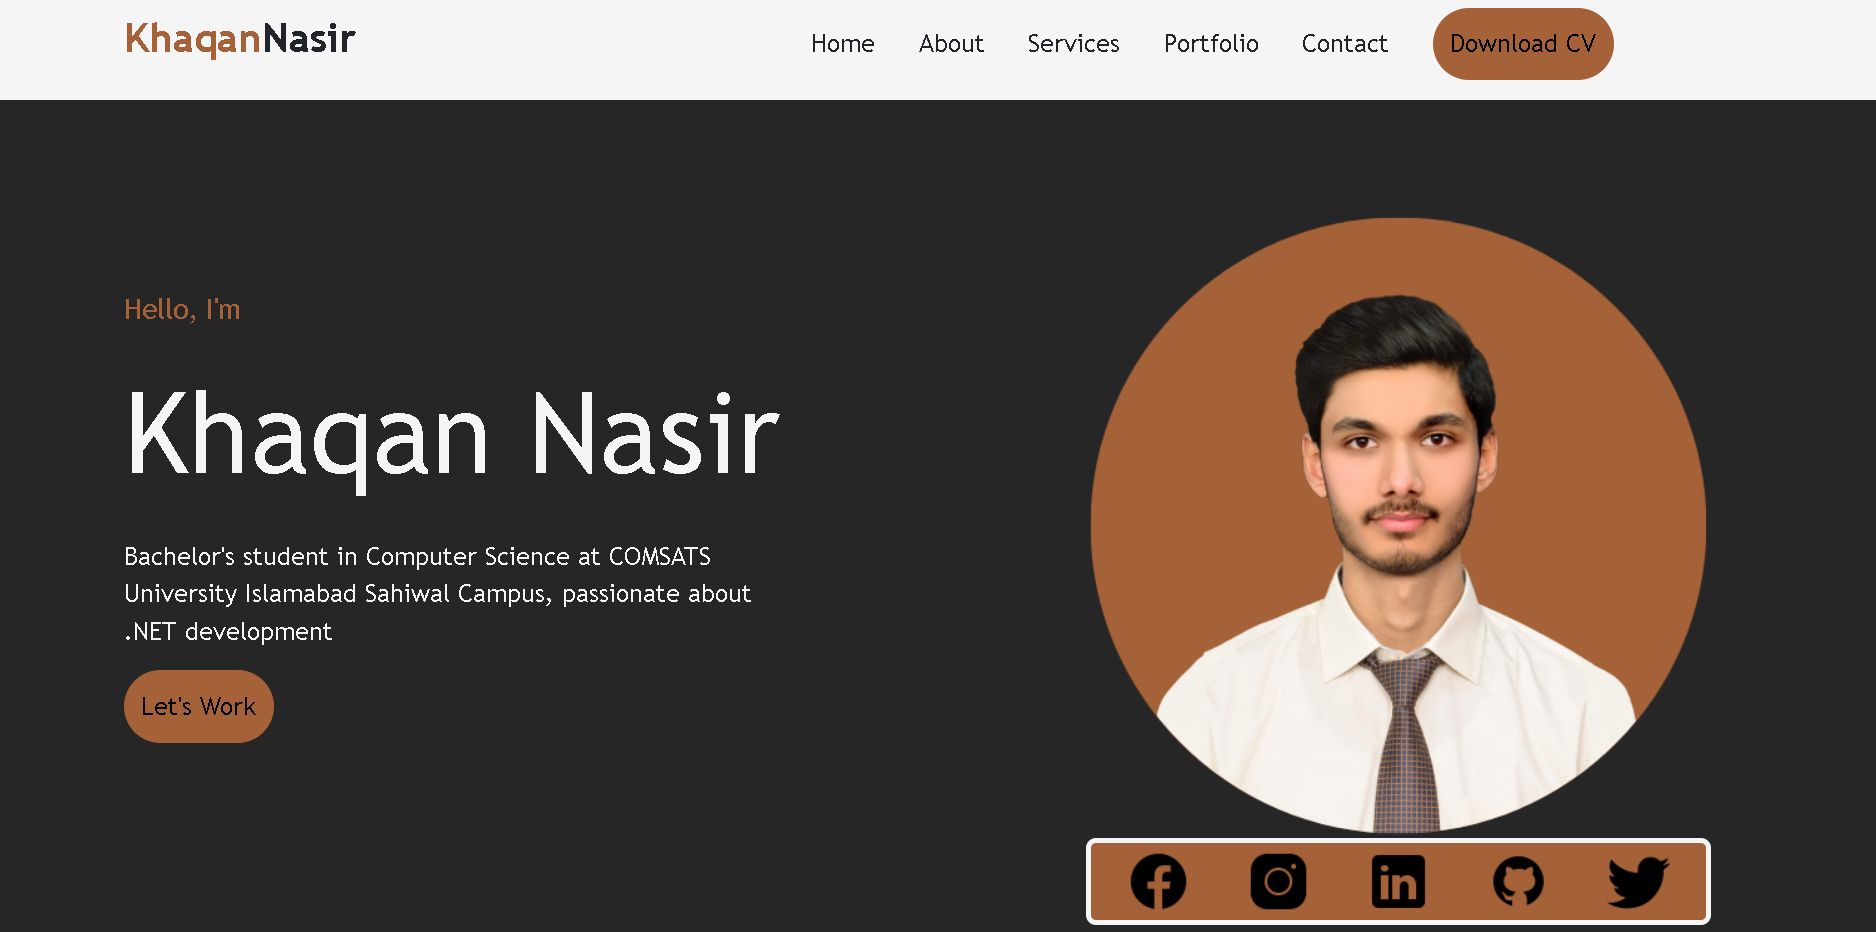 KhaqanNasir
Home About Services Portfolio Contact Download CV
Hello, I'm
Khaqan Nasir
Bachelor's student in Computer Science at COMSATS
University Islamabad Sahiwal Campus, passionate about
.NET development
Let's Work
in